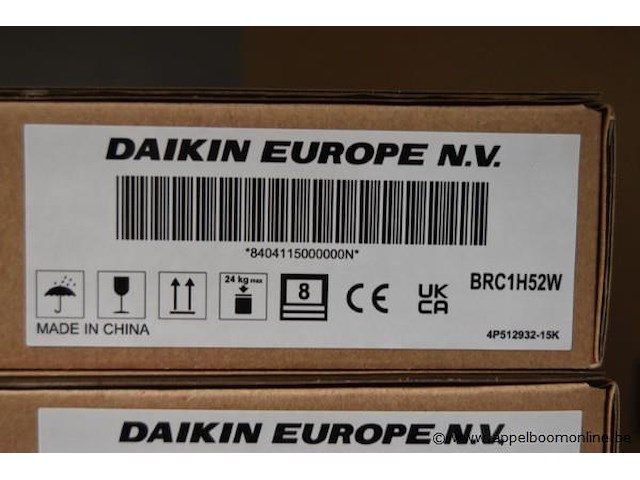 DAIKIN EUROPE N.V.
*8404115000000N*
24 kg max
8
CE
UK
CA
BRC1H52W
MADE IN CHINA
4P512932-15K
DAIKIN EUROPE N.V.
© www.appelboomonline.be